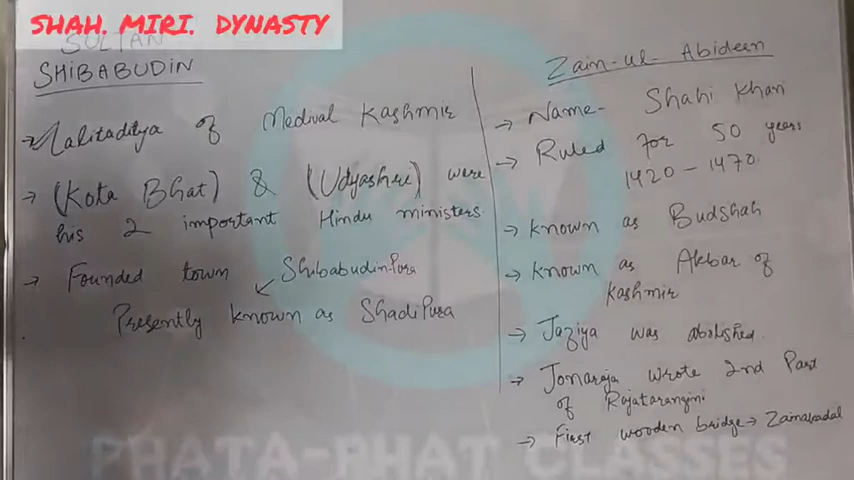 SHAH. MIRI. DYNASTY
SULTAN
SHIBABUDIN
→ Lalitaditya of Medival Kashmir
→ (Kota Bhat) & (Udyashri) were
his 2 important Hindu ministers.
→ Founded town Shibabudin-Pura
Presently known as ShadiPura
Zain-ul-Abideen
→ Name- Shahi Khan
→ Ruled for 50 years
1420-1470
→ Known as Budshah
→ Known as Akbar of
Kashmir
→ Jaziya was abolished.
→ Jonaraja wrote 2nd Part
of Rajatarangini
→ First wooden bridge → Zainakadal
PHATA-PHAT CLASSES